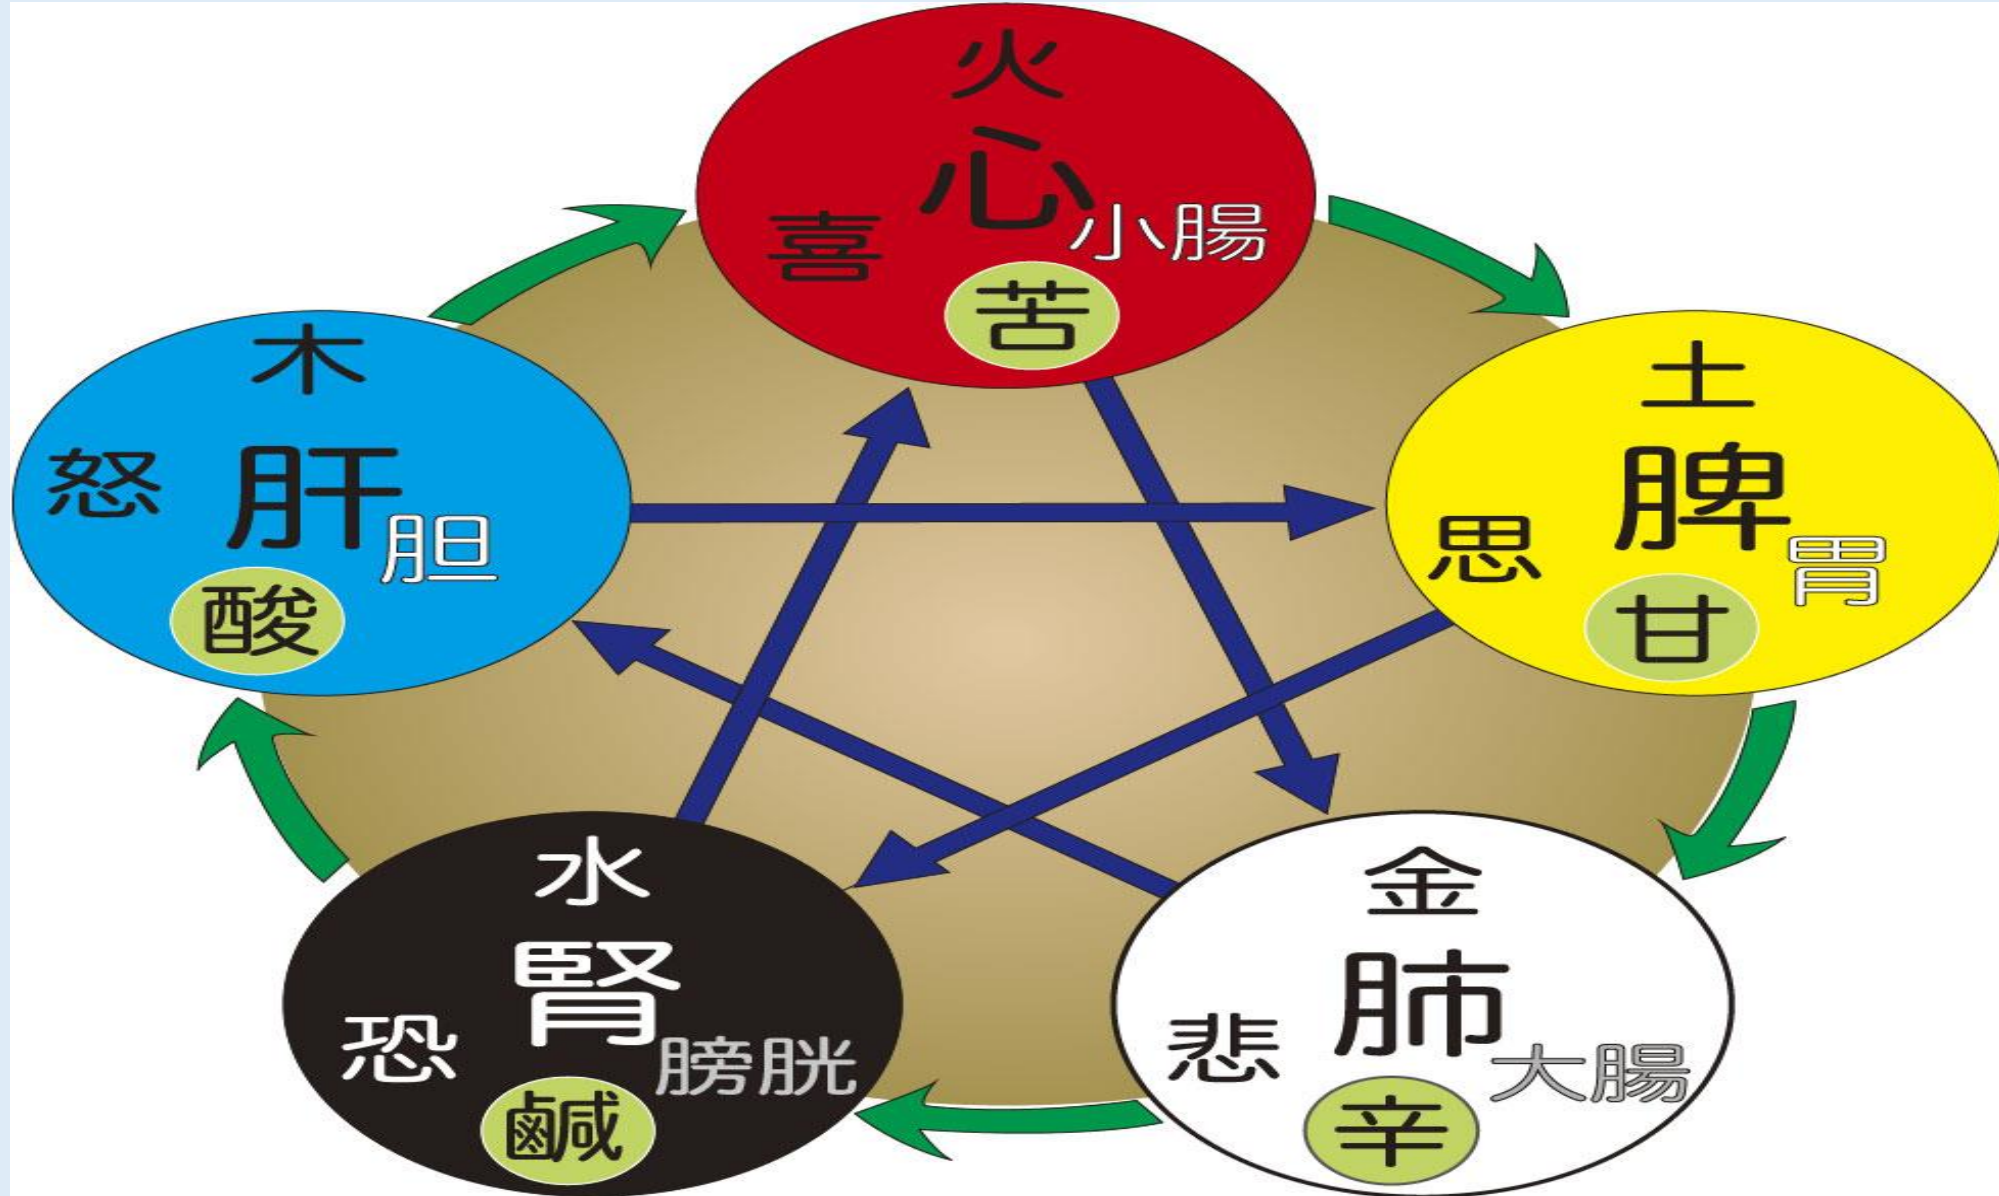 火
心
喜
小腸
苦
木
肝
怒
胆
酸
土
脾
思
胃
甘
水
腎
恐
膀胱
鹹
金
肺
悲
大腸
辛